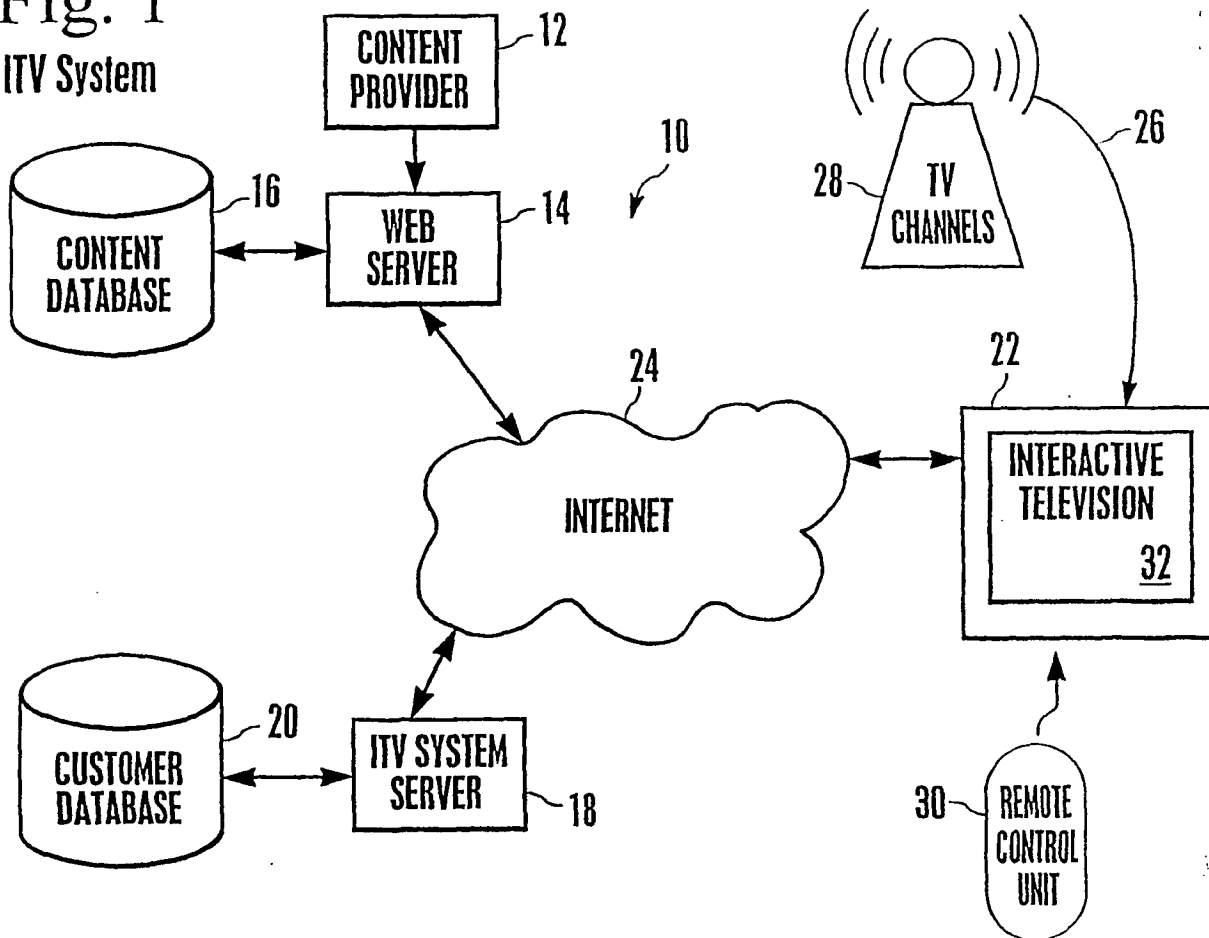 Fig. 1
ITV System
CONTENT
PROVIDER
12
10
26
28
TV
CHANNELS
16
CONTENT
DATABASE
14
WEB
SERVER
24
INTERNET
22
INTERACTIVE
TELEVISION
32
20
CUSTOMER
DATABASE
ITV SYSTEM
SERVER
18
30
REMOTE
CONTROL
UNIT